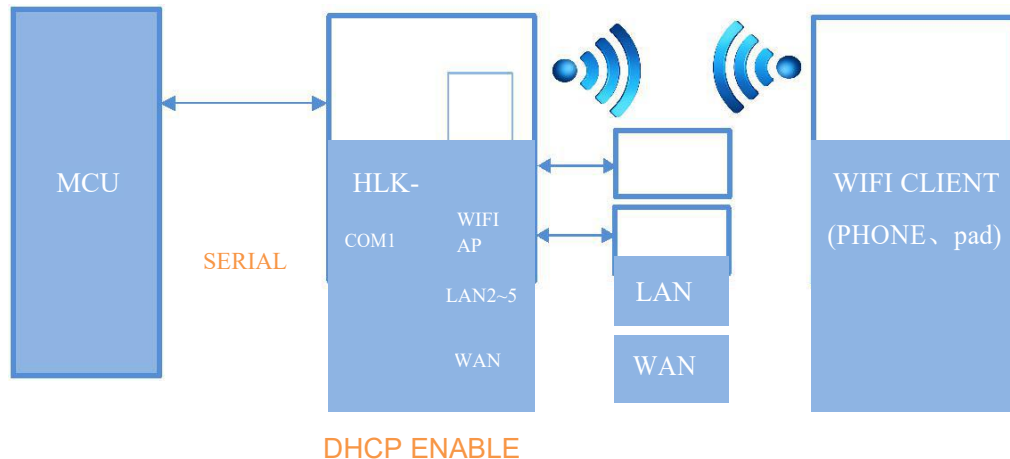 MCU
SERIAL
HLK-
COM1
WIFI
AP
LAN2~5
WAN
LAN
WAN
WIFI CLIENT
(PHONE、pad)
DHCP ENABLE